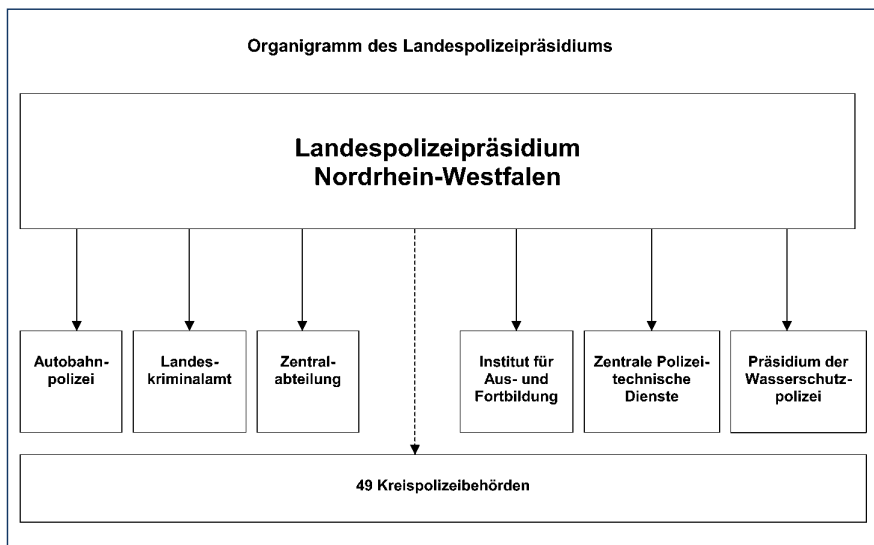 Organigramm des Landespolizeipräsidiums
Landespolizeipräsidium
Nordrhein-Westfalen
Autobahn-
polizei
Landes-
kriminalamt
Zentral-
abteilung
Institut für
Aus- und
Fortbildung
Zentrale Polizei-
technische
Dienste
Präsidium der
Wasserschutz-
polizei
49 Kreispolizeibehörden